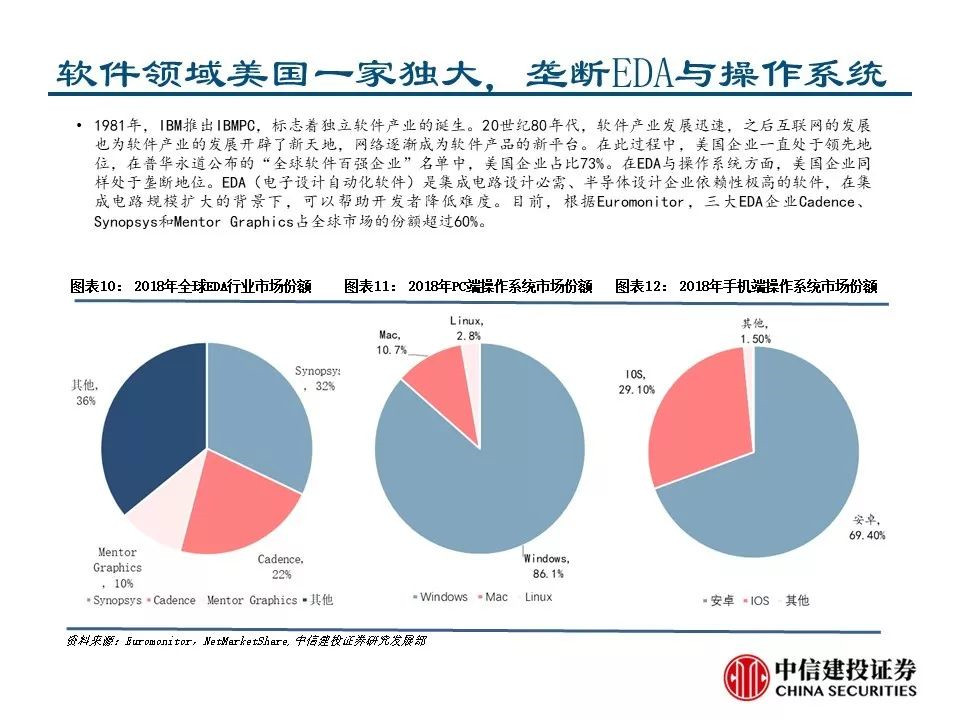 软件领域美国一家独大，垄断EDA与操作系统
• 1981年，IBM推出IBMPC，标志着独立软件产业的诞生。20世纪80年代，软件产业发展迅速，之后互联网的发展
也为软件产业的发展开辟了新天地，网络逐渐成为软件产品的新平台。在此过程中，美国企业一直处于领先地
位，在普华永道公布的“全球软件百强企业”名单中，美国企业占比73%。在EDA与操作系统方面，美国企业同
样处于垄断地位。EDA（电子设计自动化软件）是集成电路设计必需、半导体设计企业依赖性极高的软件，在集
成电路规模扩大的背景下，可以帮助开发者降低难度。目前，根据Euromonitor，三大EDA企业Cadence、
Synopsys和Mentor Graphics占全球市场的份额超过60%。
图表10： 2018年全球EDA行业市场份额
图表11： 2018年PC端操作系统市场份额
图表12： 2018年手机端操作系统市场份额
其他,
36%
Synopsys
, 32%
Mentor
Graphics
, 10%
Cadence,
22%
Synopsys Cadence Mentor Graphics 其他
Linux,
2.8%
Mac,
10.7%
Windows,
86.1%
Windows Mac Linux
其他,
1.50%
IOS,
29.10%
安卓,
69.40%
安卓 IOS 其他
资料来源：Euromonitor，NetMarketShare,中信建投证券研究发展部
中信建投证券
CHINA SECURITIES